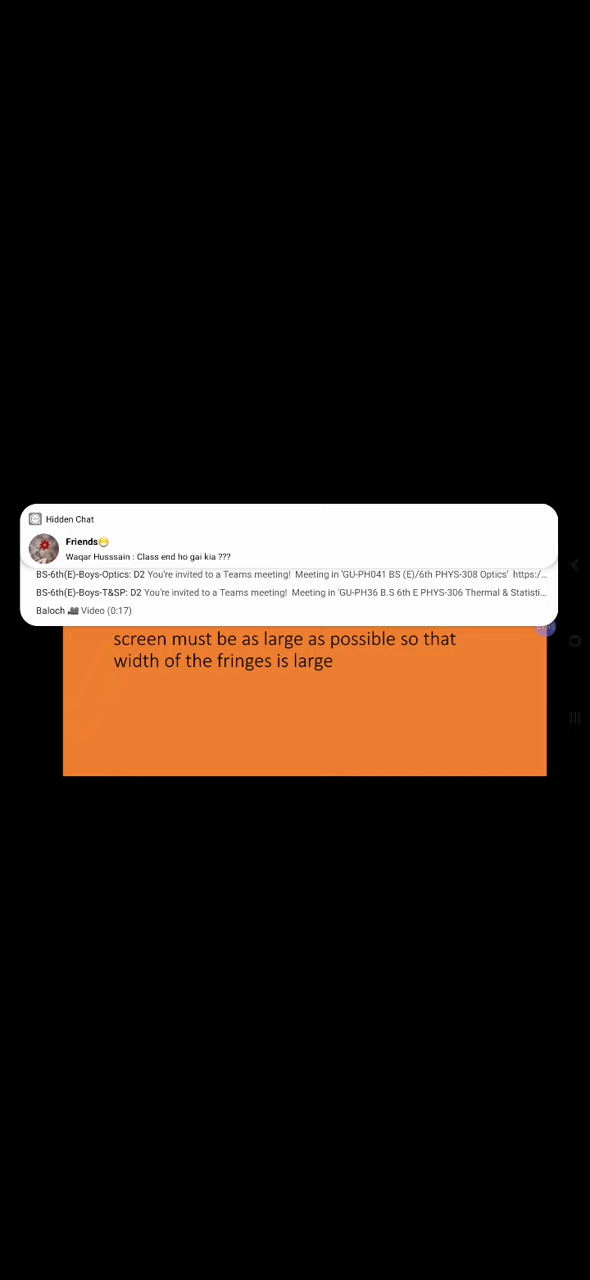 Hidden Chat
Friends😁
Waqar Husssain : Class end ho gai kia ???
BS-6th(E)-Boys-Optics: D2 You're invited to a Teams meeting! Meeting in 'GU-PH041 BS (E)/6th PHYS-308 Optics' https:/...
BS-6th(E)-Boys-T&SP: D2 You're invited to a Teams meeting! Meeting in 'GU-PH36 B.S 6th E PHYS-306 Thermal & Statisti...
Baloch 🎥 Video (0:17)
screen must be as large as possible so that
width of the fringes is large